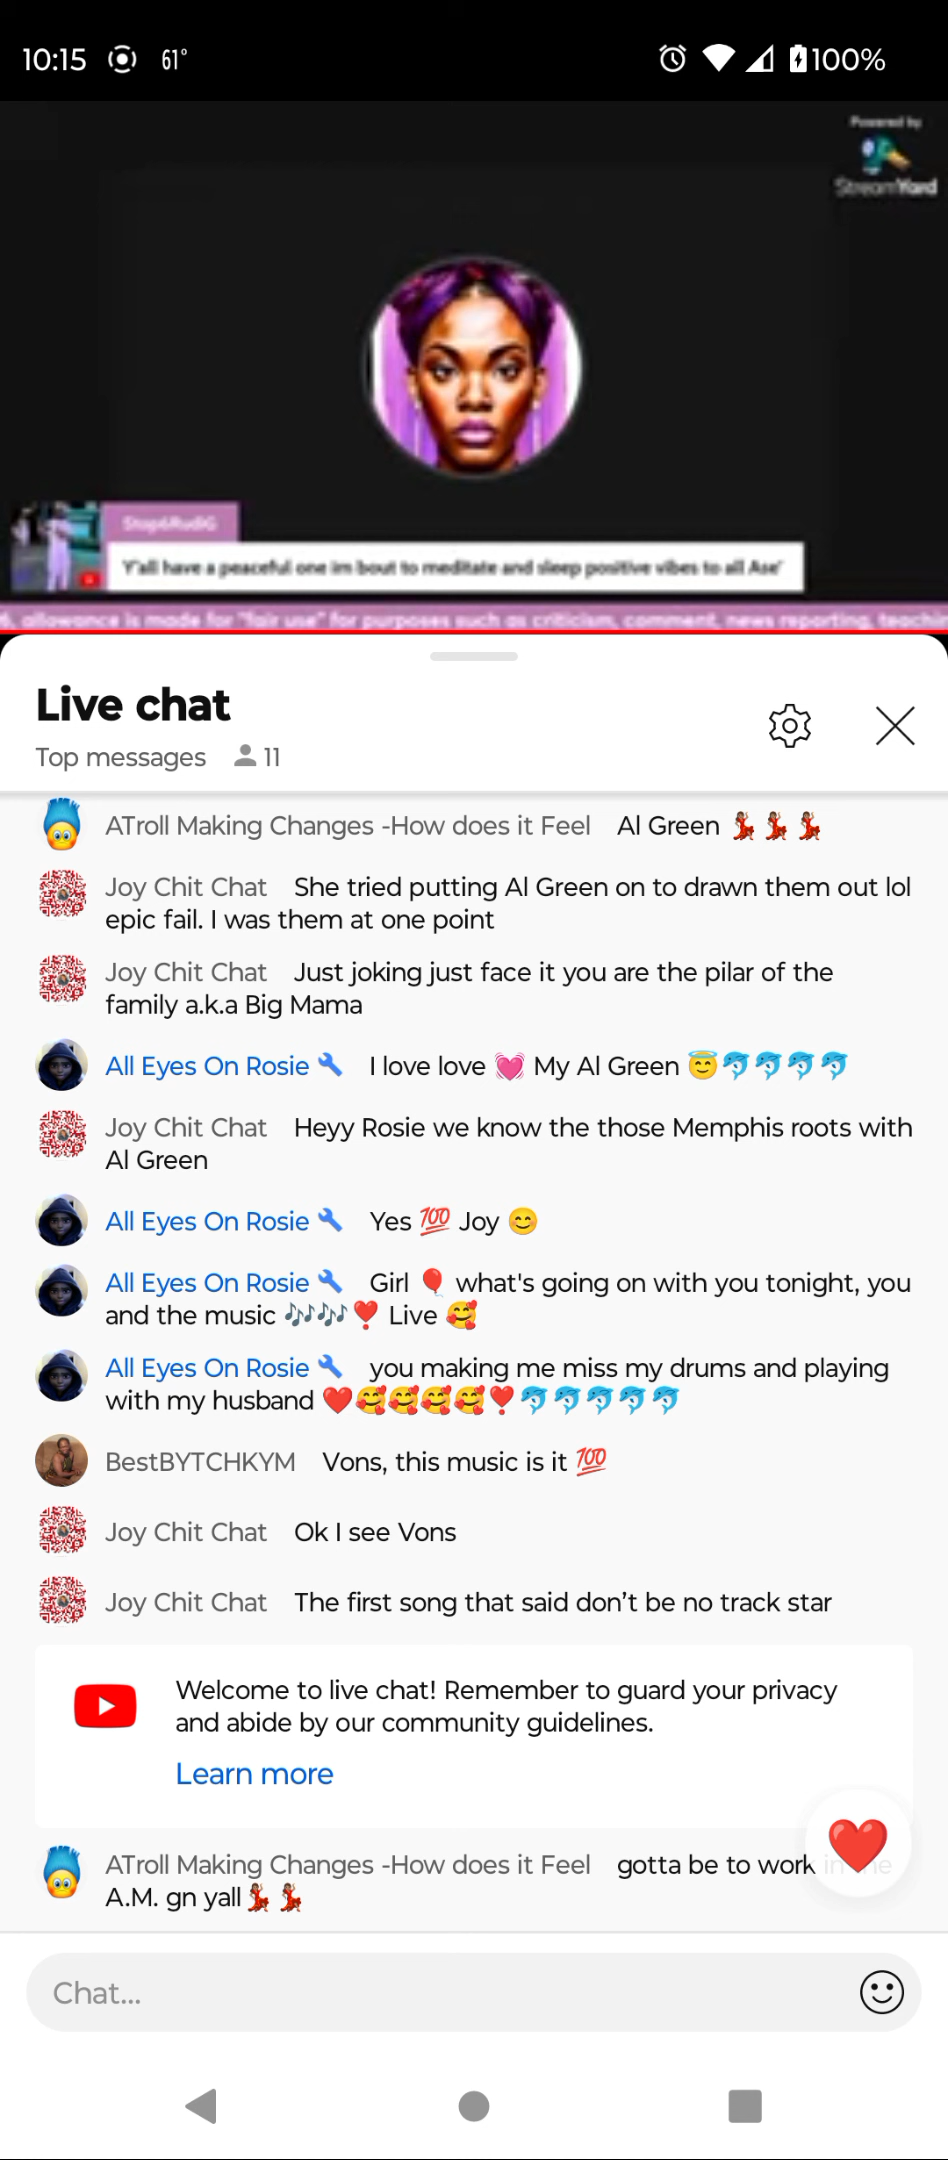 10:15 61° 100%
Powered by
StreamYard
Stop6RudiG
Y'all have a peaceful one im bout to meditate and sleep positive vibes to all Ase'
allowance is made for "fair use" for purposes such as criticism, comment, news reporting,
Live chat
Top messages 11
ATroll Making Changes -How does it Feel Al Green 💃🏽💃🏽💃🏽
Joy Chit Chat She tried putting Al Green on to drawn them out lol
epic fail. I was them at one point
Joy Chit Chat Just joking just face it you are the pilar of the
family a.k.a Big Mama
All Eyes On Rosie I love love 💓 My Al Green 😇🐬🐬🐬🐬
Joy Chit Chat Heyy Rosie we know the those Memphis roots with
Al Green
All Eyes On Rosie Yes 💯 Joy 😊
All Eyes On Rosie Girl 🎈 what's going on with you tonight, you
and the music 🎶🎶❣️ Live 🥰
All Eyes On Rosie you making me miss my drums and playing
with my husband ❤️🥰🥰🥰🥰❣️🐬🐬🐬🐬🐬
BestBYTCHKYM Vons, this music is it 💯
Joy Chit Chat Ok I see Vons
Joy Chit Chat The first song that said don’t be no track star
Welcome to live chat! Remember to guard your privacy
and abide by our community guidelines.
Learn more
ATroll Making Changes -How does it Feel gotta be to work in the
A.M. gn yall💃🏽💃🏽
Chat...